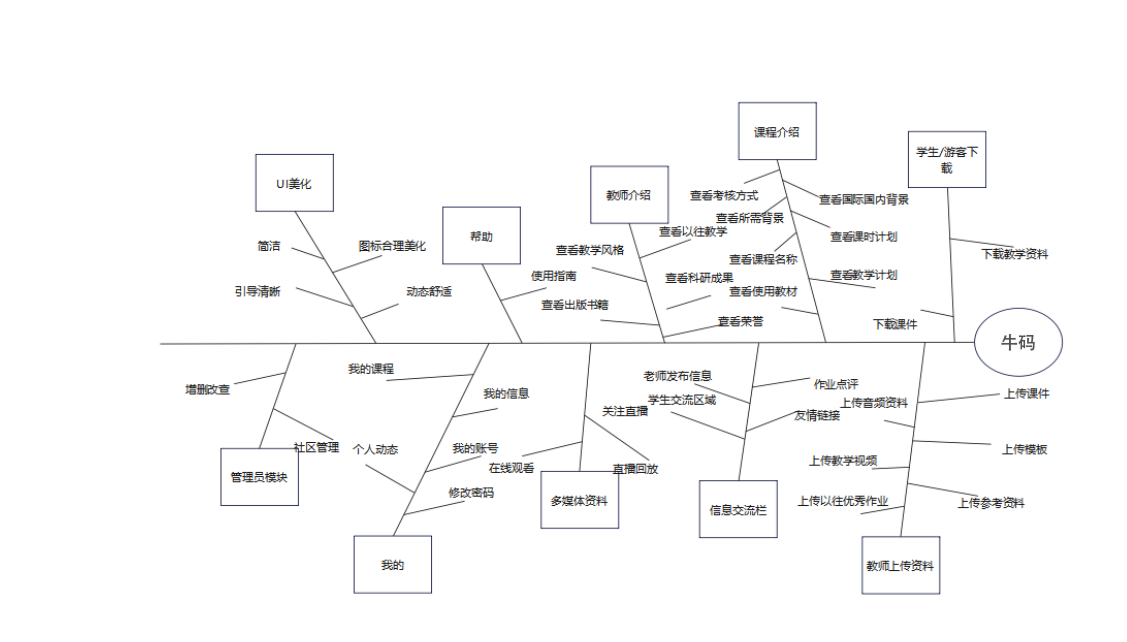 课程介绍
学生/游客下
载
UI美化
教师介绍
查看考核方式
查看国际国内背景
查看所需背景
帮助
查看以往教学
查看课时计划
简洁
图标合理美化
查看教学风格
下载教学资料
查看课程名称
使用指南
查看科研成果
查看教学计划
引导清晰
动态舒适
查看使用教材
查看出版书籍
查看荣誉
下载课件
牛码
我的课程
老师发布信息
作业点评
增删改查
我的信息
学生交流区域
上传音频资料
上传课件
关注直播
友情链接
社区管理
个人动态
我的账号
上传模板
在线观看
直播回放
上传教学视频
管理员模块
修改密码
多媒体资料
上传以往优秀作业
上传参考资料
信息交流栏
我的
教师上传资料